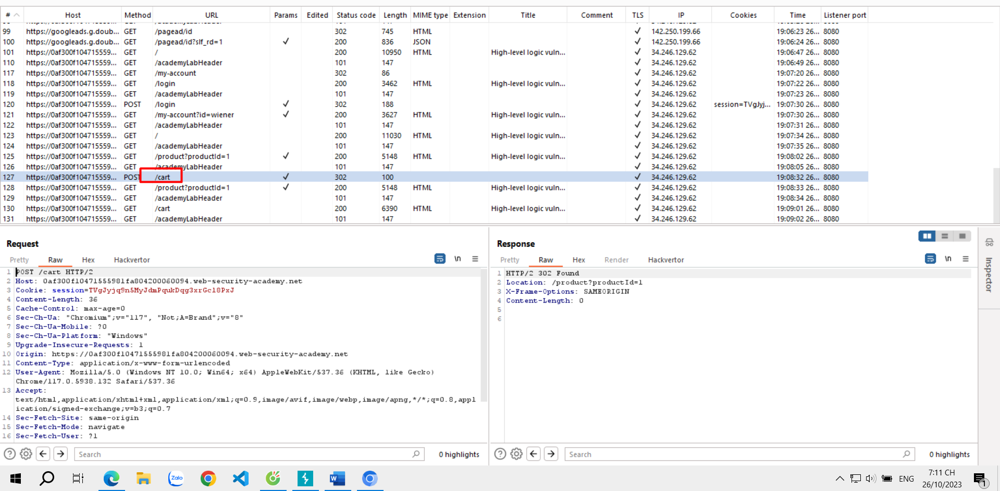 # Host Method URL Params Edited Status code Length MIME type Extension Title Comment TLS IP Cookies Time Listener port
99 https://googleads.g.doub... GET /pagead/id 302 745 HTML ✓ 142.250.199.66 19:06:23 26... 8080
100 https://googleads.g.doub... GET /pagead/id?slf_rd=1 ✓ 200 836 JSON ✓ 142.250.199.66 19:06:24 26... 8080
101 https://0af300f104715559... GET / 200 10950 HTML High-level logic vuln... ✓ 34.246.129.62 19:06:47 26... 8080
110 https://0af300f104715559... GET /academyLabHeader 101 147 ✓ 34.246.129.62 19:06:49 26... 8080
117 https://0af300f104715559... GET /my-account 302 86 ✓ 34.246.129.62 19:07:20 26... 8080
118 https://0af300f104715559... GET /login 200 3462 HTML High-level logic vuln... ✓ 34.246.129.62 19:07:22 26... 8080
119 https://0af300f104715559... GET /academyLabHeader 101 147 ✓ 34.246.129.62 19:07:23 26... 8080
120 https://0af300f104715559... POST /login ✓ 302 188 ✓ 34.246.129.62 session=TVgJyj... 19:07:30 26... 8080
121 https://0af300f104715559... GET /my-account?id=wiener ✓ 200 3627 HTML High-level logic vuln... ✓ 34.246.129.62 19:07:30 26... 8080
122 https://0af300f104715559... GET /academyLabHeader 101 147 ✓ 34.246.129.62 19:07:31 26... 8080
123 https://0af300f104715559... GET / 200 11030 HTML High-level logic vuln... ✓ 34.246.129.62 19:07:34 26... 8080
124 https://0af300f104715559... GET /academyLabHeader 101 147 ✓ 34.246.129.62 19:07:35 26... 8080
125 https://0af300f104715559... GET /product?productId=1 ✓ 200 5148 HTML High-level logic vuln... ✓ 34.246.129.62 19:08:02 26... 8080
126 https://0af300f104715559... GET /academyLabHeader 101 147 ✓ 34.246.129.62 19:08:05 26... 8080
127 https://0af300f104715559... POST /cart ✓ 302 100 ✓ 34.246.129.62 19:08:32 26... 8080
128 https://0af300f104715559... GET /product?productId=1 ✓ 200 5148 HTML High-level logic vuln... ✓ 34.246.129.62 19:08:33 26... 8080
129 https://0af300f104715559... GET /academyLabHeader 101 147 ✓ 34.246.129.62 19:08:34 26... 8080
130 https://0af300f104715559... GET /cart 200 6390 HTML High-level logic vuln... ✓ 34.246.129.62 19:09:01 26... 8080
131 https://0af300f104715559... GET /academyLabHeader 101 147 ✓ 34.246.129.62 19:09:02 26... 8080
Request
Pretty Raw Hex Hackvertor \n
1 POST /cart HTTP/2
2 Host: 0af300f10471555981fa804200060094.web-security-academy.net
3 Cookie: session=TVgJyjq9n5MyJdmPqukDqg3xrGcl8PxJ
4 Content-Length: 36
5 Cache-Control: max-age=0
6 Sec-Ch-Ua: "Chromium";v="117", "Not;A=Brand";v="8"
7 Sec-Ch-Ua-Mobile: ?0
8 Sec-Ch-Ua-Platform: "Windows"
9 Upgrade-Insecure-Requests: 1
10 Origin: https://0af300f10471555981fa804200060094.web-security-academy.net
11 Content-Type: application/x-www-form-urlencoded
12 User-Agent: Mozilla/5.0 (Windows NT 10.0; Win64; x64) AppleWebKit/537.36 (KHTML, like Gecko)
Chrome/117.0.5938.132 Safari/537.36
13 Accept:
text/html,application/xhtml+xml,application/xml;q=0.9,image/avif,image/webp,image/apng,*/*;q=0.8,appl
ication/signed-exchange;v=b3;q=0.7
14 Sec-Fetch-Site: same-origin
15 Sec-Fetch-Mode: navigate
16 Sec-Fetch-User: ?1
Search 0 highlights
Response
Pretty Raw Hex Render Hackvertor \n
1 HTTP/2 302 Found
2 Location: /product?productId=1
3 X-Frame-Options: SAMEORIGIN
4 Content-Length: 0
5
6
Search 0 highlights
Inspector
Zalo
W
ENG
7:11 CH
26/10/2023
1